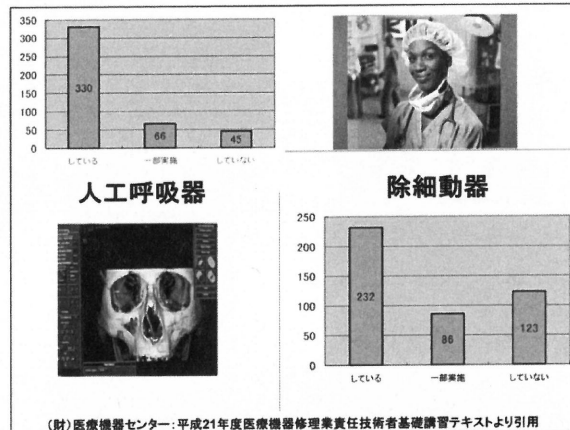 350
300
250
200
150
100
50
0
330
66
45
している
一部実施
していない
人工呼吸器
除細動器
250
200
150
100
50
0
232
86
123
している
一部実施
していない
(財)医療機器センター:平成21年度医療機器修理業責任技術者基礎講習テキストより引用